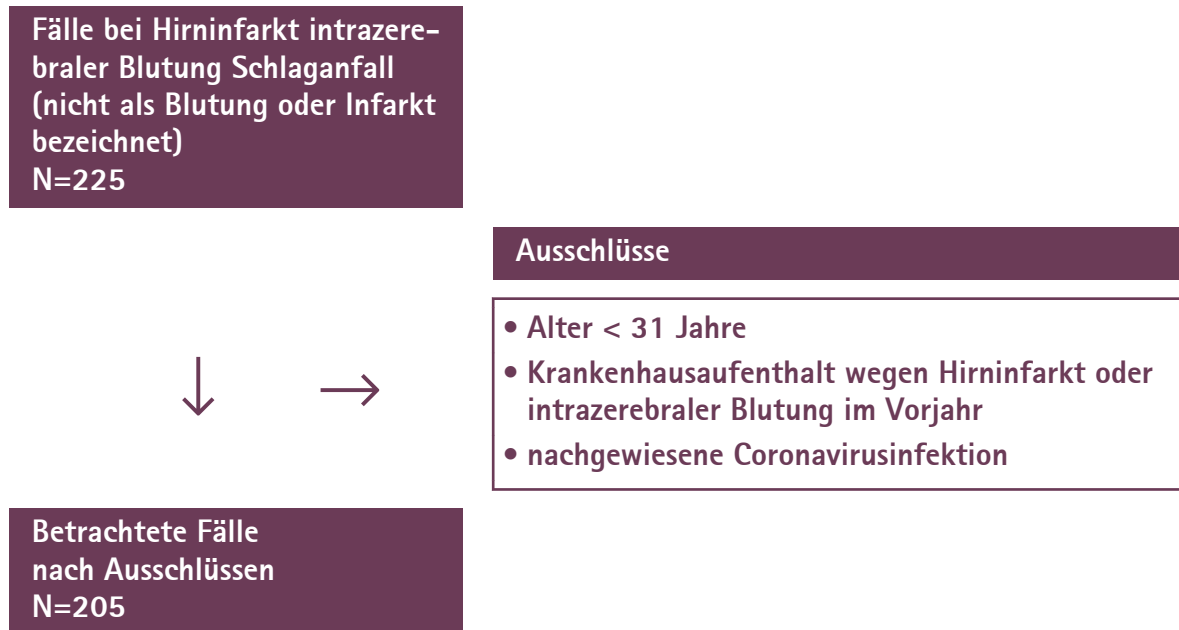 Fälle bei Hirninfarkt intrazere-
braler Blutung Schlaganfall
(nicht als Blutung oder Infarkt
bezeichnet)
N=225
Ausschlüsse
• Alter < 31 Jahre
• Krankenhausaufenthalt wegen Hirninfarkt oder
intrazerebraler Blutung im Vorjahr
• nachgewiesene Coronavirusinfektion
Betrachtete Fälle
nach Ausschlüssen
N=205